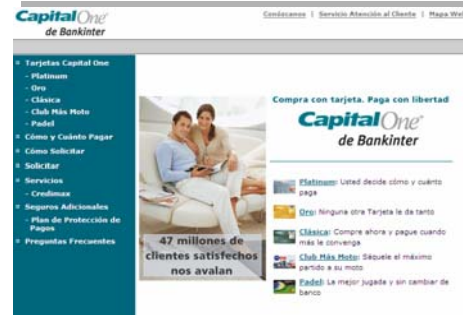 CapitalOne
de Bankinter
Conózcanos | Servicio Atención al Cliente | Mapa Web
Tarjetas Capital One
- Platinum
- Oro
- Clásica
- Club Más Moto
- Padel
Cómo y Cuánto Pagar
Cómo Solicitar
Solicitar
Servicios
- Credimax
Seguros Adicionales
- Plan de Protección de
Pagos
Preguntas Frecuentes
47 millones de
clientes satisfechos
nos avalan
Compra con tarjeta. Paga con libertad
CapitalOne
de Bankinter
Platinum: Usted decide cómo y cuánto
paga
Oro: Ninguna otra Tarjeta le da tanto
Clásica: Compre ahora y pague cuando
más le convenga
Club Más Moto: Sáquele el máximo
partido a su moto
Padel: La mejor jugada y sin cambiar de
banco